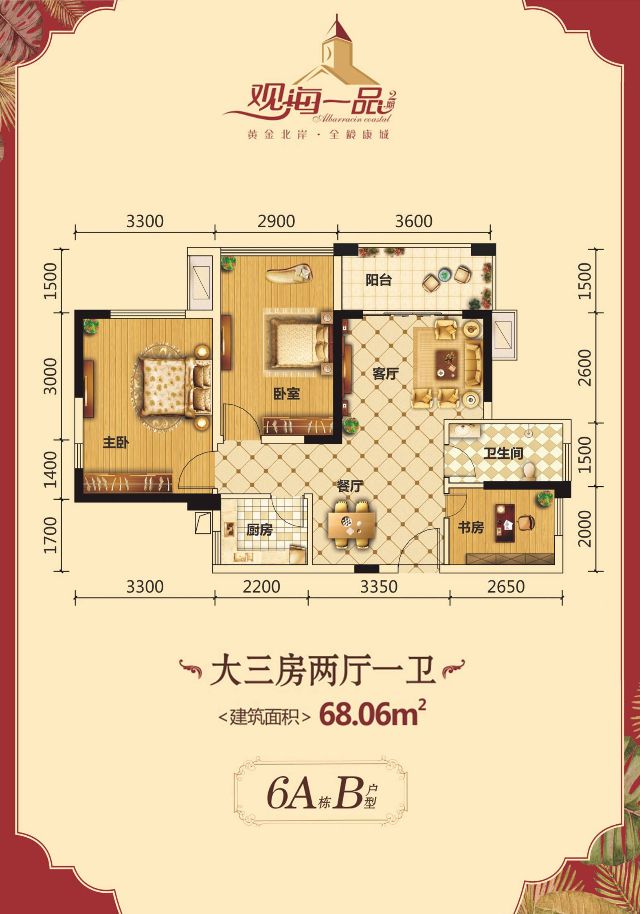 观海一品2期
Albarracin coastal
黄金北岸·全龄康城
3300 2900 3600
1500 3000 1400 1700
1500 2600 1500 2000
阳台
客厅
卧室
主卧
卫生间
餐厅
书房
厨房
3300 2200 3350 2650
大三房两厅一卫
<建筑面积> 68.06m²
6A栋B户型